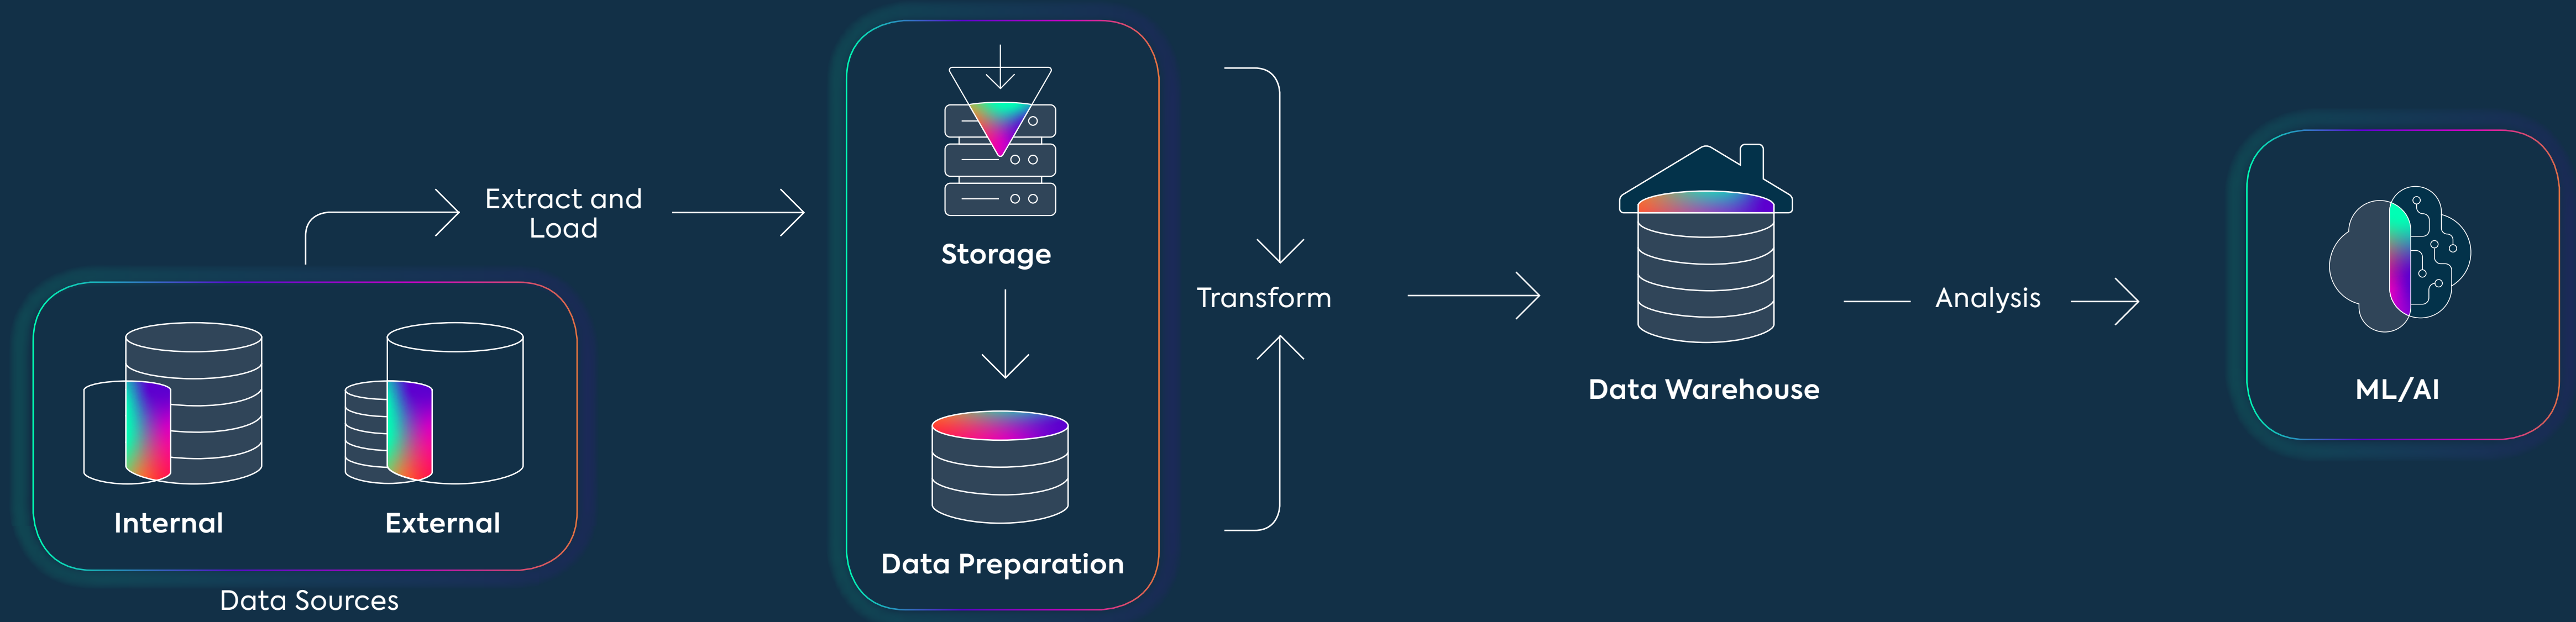 Internal
External
Data Sources
Extract and
Load
Storage
Data Preparation
Transform
Data Warehouse
Analysis
ML/AI